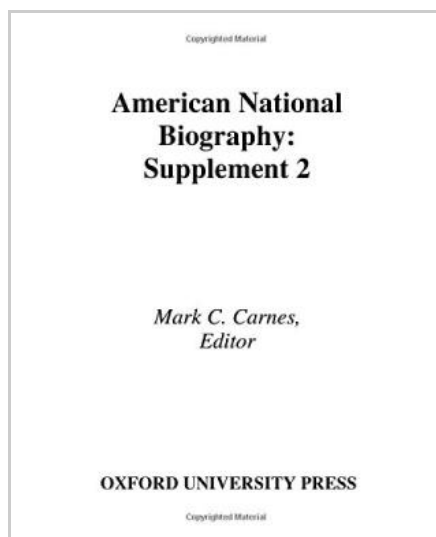 Copyrighted Material
American National
Biography:
Supplement 2
Mark C. Carnes,
Editor
OXFORD UNIVERSITY PRESS
Copyrighted Material